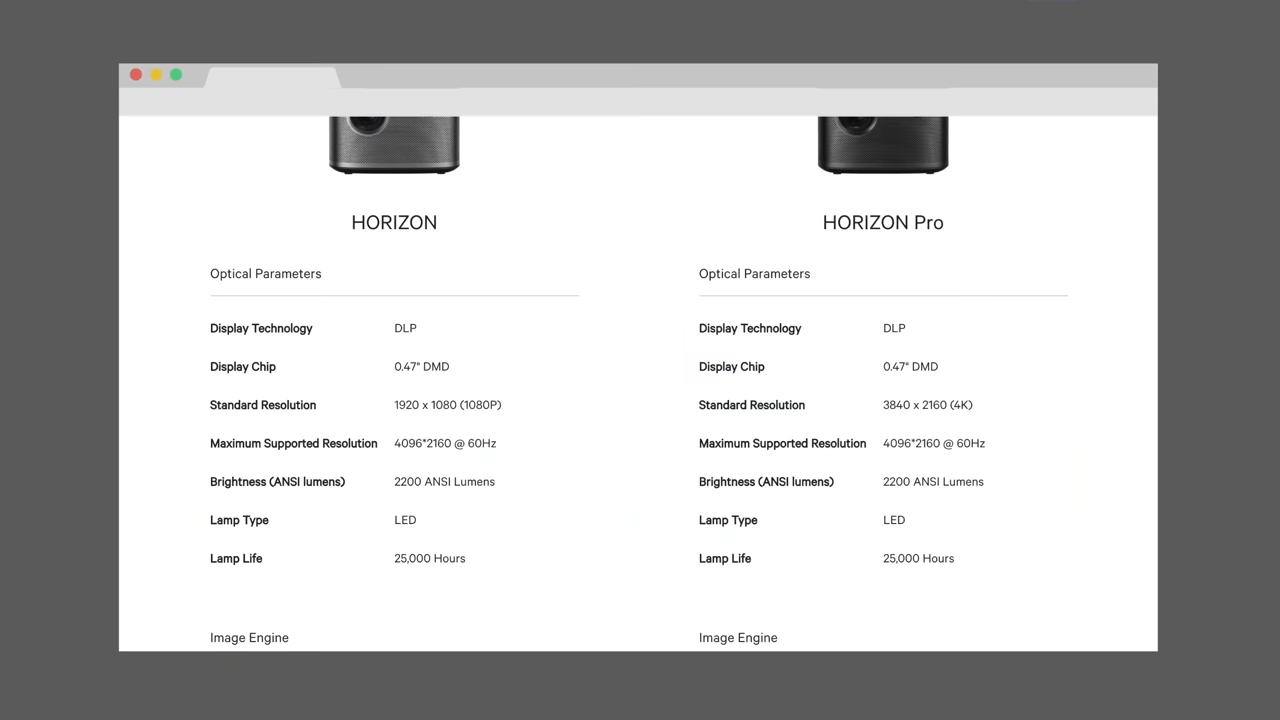 HORIZON
Optical Parameters
Display Technology DLP
Display Chip 0.47" DMD
Standard Resolution 1920 x 1080 (1080P)
Maximum Supported Resolution 4096*2160 @ 60Hz
Brightness (ANSI lumens) 2200 ANSI Lumens
Lamp Type LED
Lamp Life 25,000 Hours
Image Engine
HORIZON Pro
Optical Parameters
Display Technology DLP
Display Chip 0.47" DMD
Standard Resolution 3840 x 2160 (4K)
Maximum Supported Resolution 4096*2160 @ 60Hz
Brightness (ANSI lumens) 2200 ANSI Lumens
Lamp Type LED
Lamp Life 25,000 Hours
Image Engine